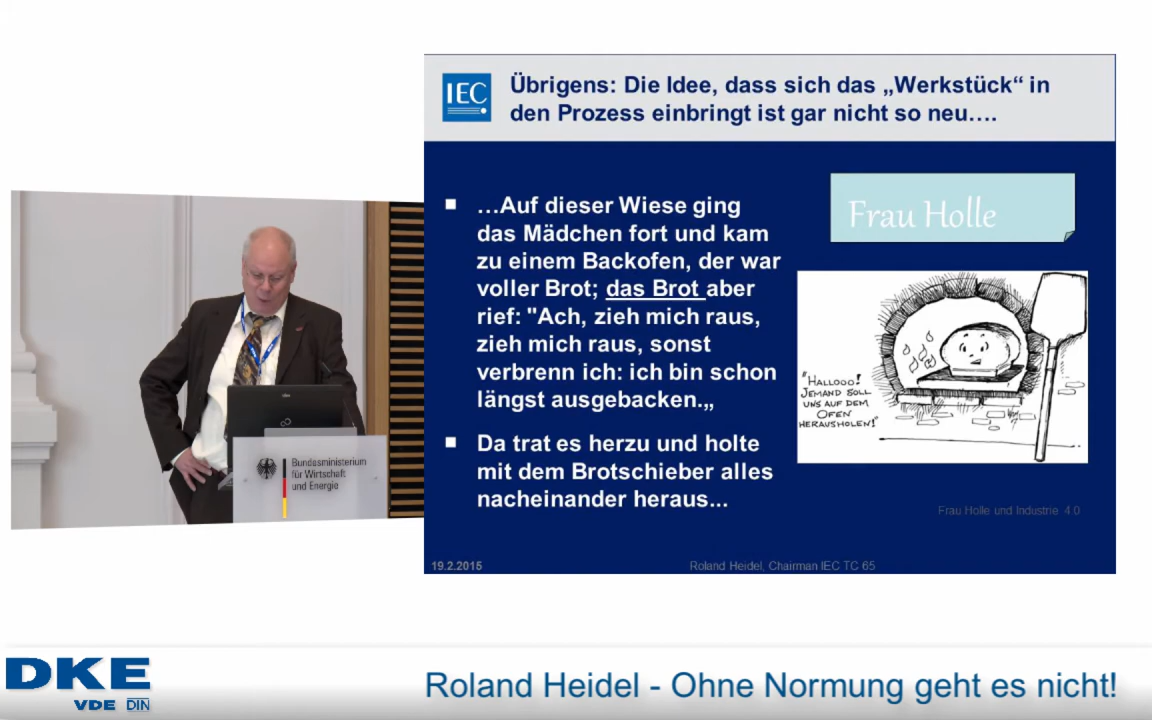 IEC
Übrigens: Die Idee, dass sich das „Werkstück“ in
den Prozess einbringt ist gar nicht so neu….
…Auf dieser Wiese ging
das Mädchen fort und kam
zu einem Backofen, der war
voller Brot; das Brot aber
rief: "Ach, zieh mich raus,
zieh mich raus, sonst
verbrenn ich: ich bin schon
längst ausgebacken.„
Da trat es herzu und holte
mit dem Brotschieber alles
nacheinander heraus...
Frau Holle
"HALLOOO!
JEMAND SOLL
UNS AUF DEM
OFEN
HERAUSHOLEN!"
Frau Holle und Industrie 4.0
19.2.2015
Roland Heidel, Chairman IEC TC 65
Bundesministerium
für Wirtschaft
und Energie
DKE
VDE DIN
Roland Heidel - Ohne Normung geht es nicht!